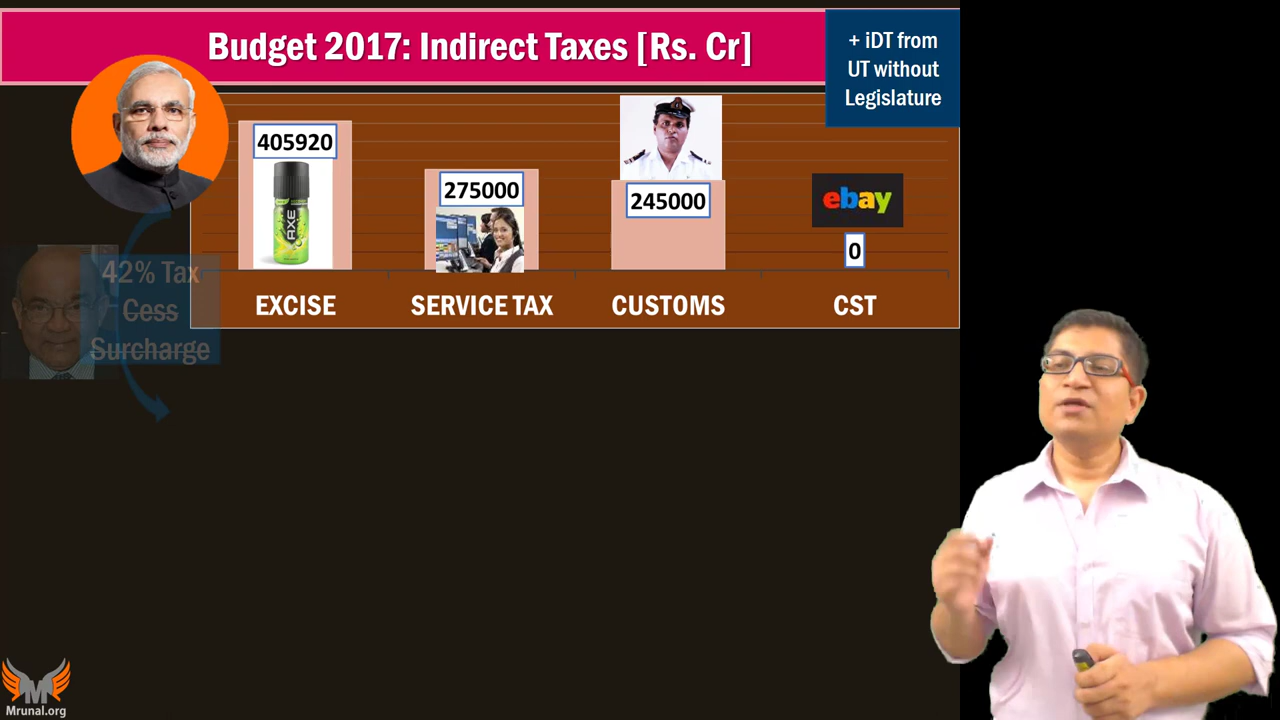 Budget 2017: Indirect Taxes [Rs. Cr]
+ iDT from
UT without
Legislature
405920
275000
245000
0
AXE
ebay
EXCISE
SERVICE TAX
CUSTOMS
CST
42% Tax
Cess
Surcharge
M
Mrunal.org